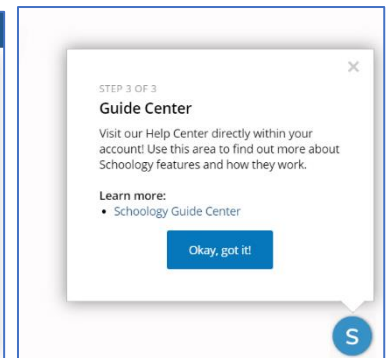 STEP 3 OF 3
Guide Center
Visit our Help Center directly within your
account! Use this area to find out more about
Schoology features and how they work.
Learn more:
• Schoology Guide Center
Okay, got it!
S